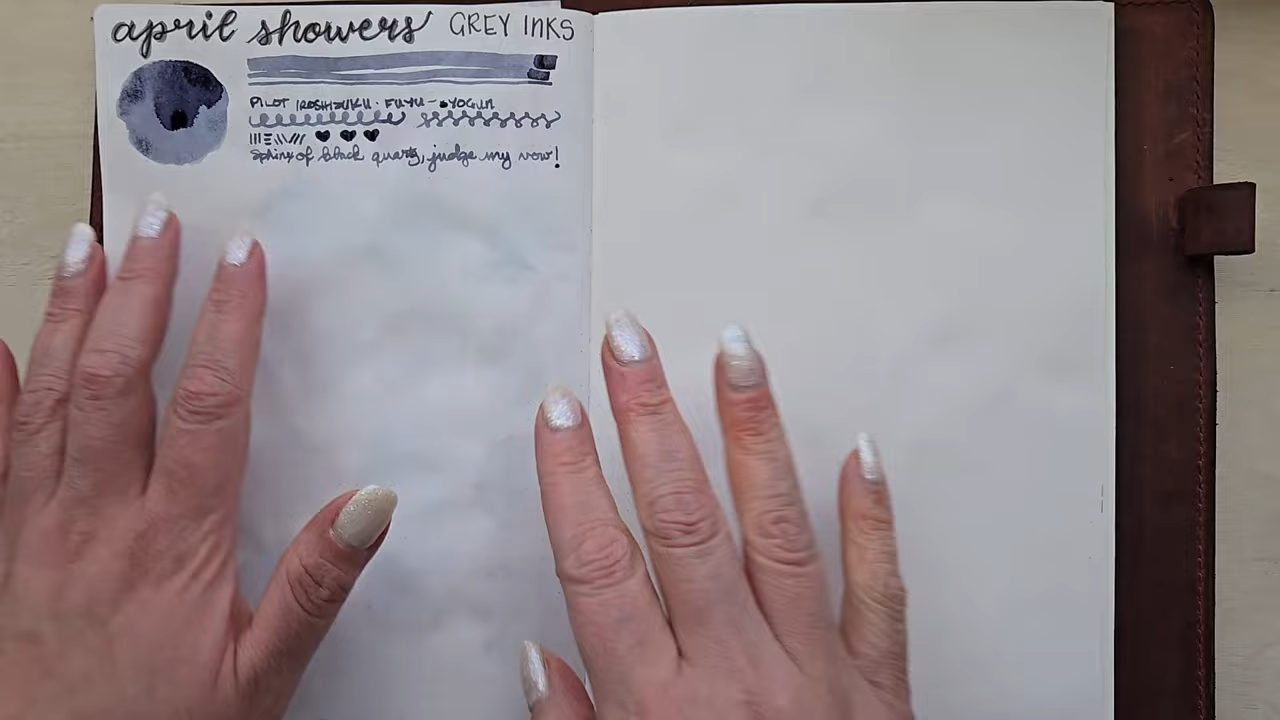 april showers GREY INKS
PILOT IROSHIZUKU · FUYU-SYOGUN
Sphinx of black quartz, judge my vow!